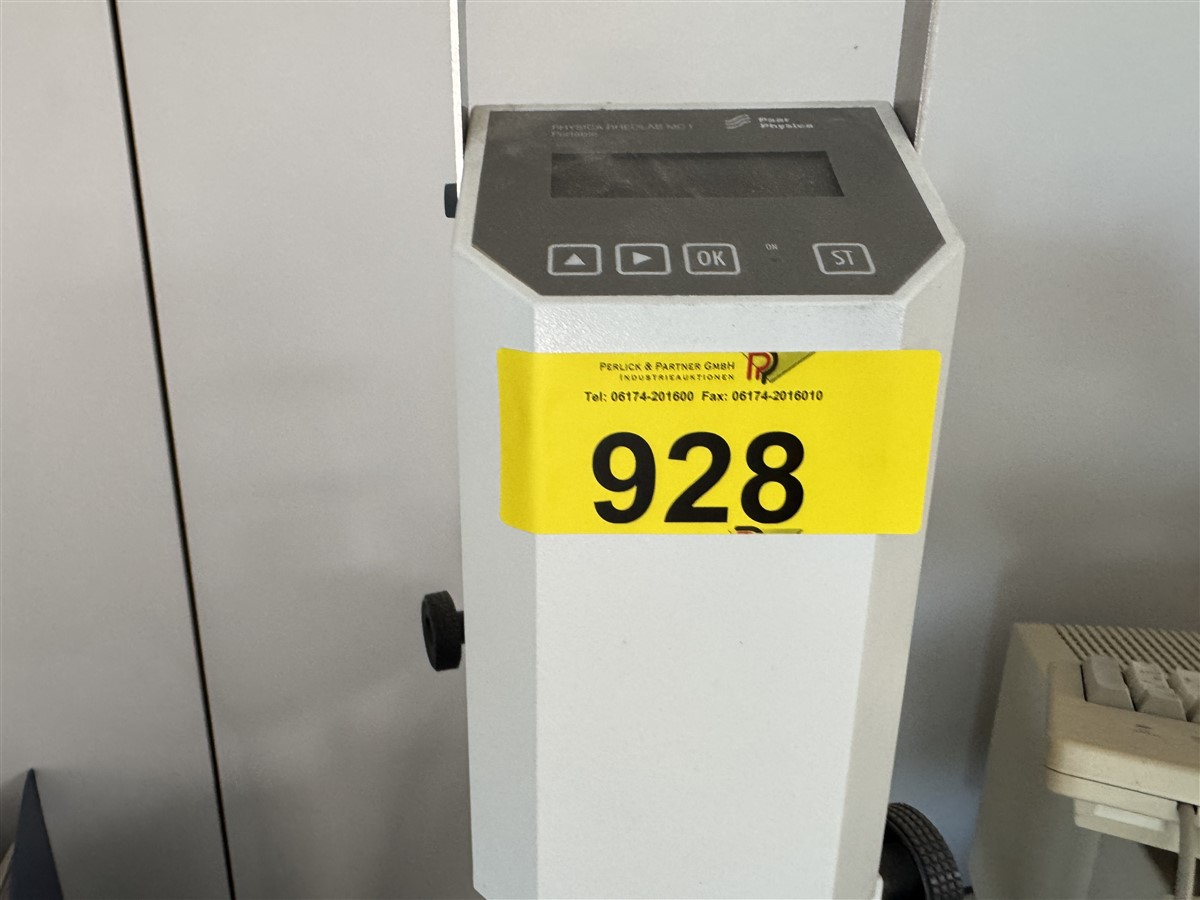 PHYSICA RHEOLAB MC 1
Portable
Paar
Physica
▲ ▶ OK
ON
ST
PERLICK & PARTNER GMBH
INDUSTRIEAUKTIONEN
Tel: 06174-201600 Fax: 06174-2016010
928